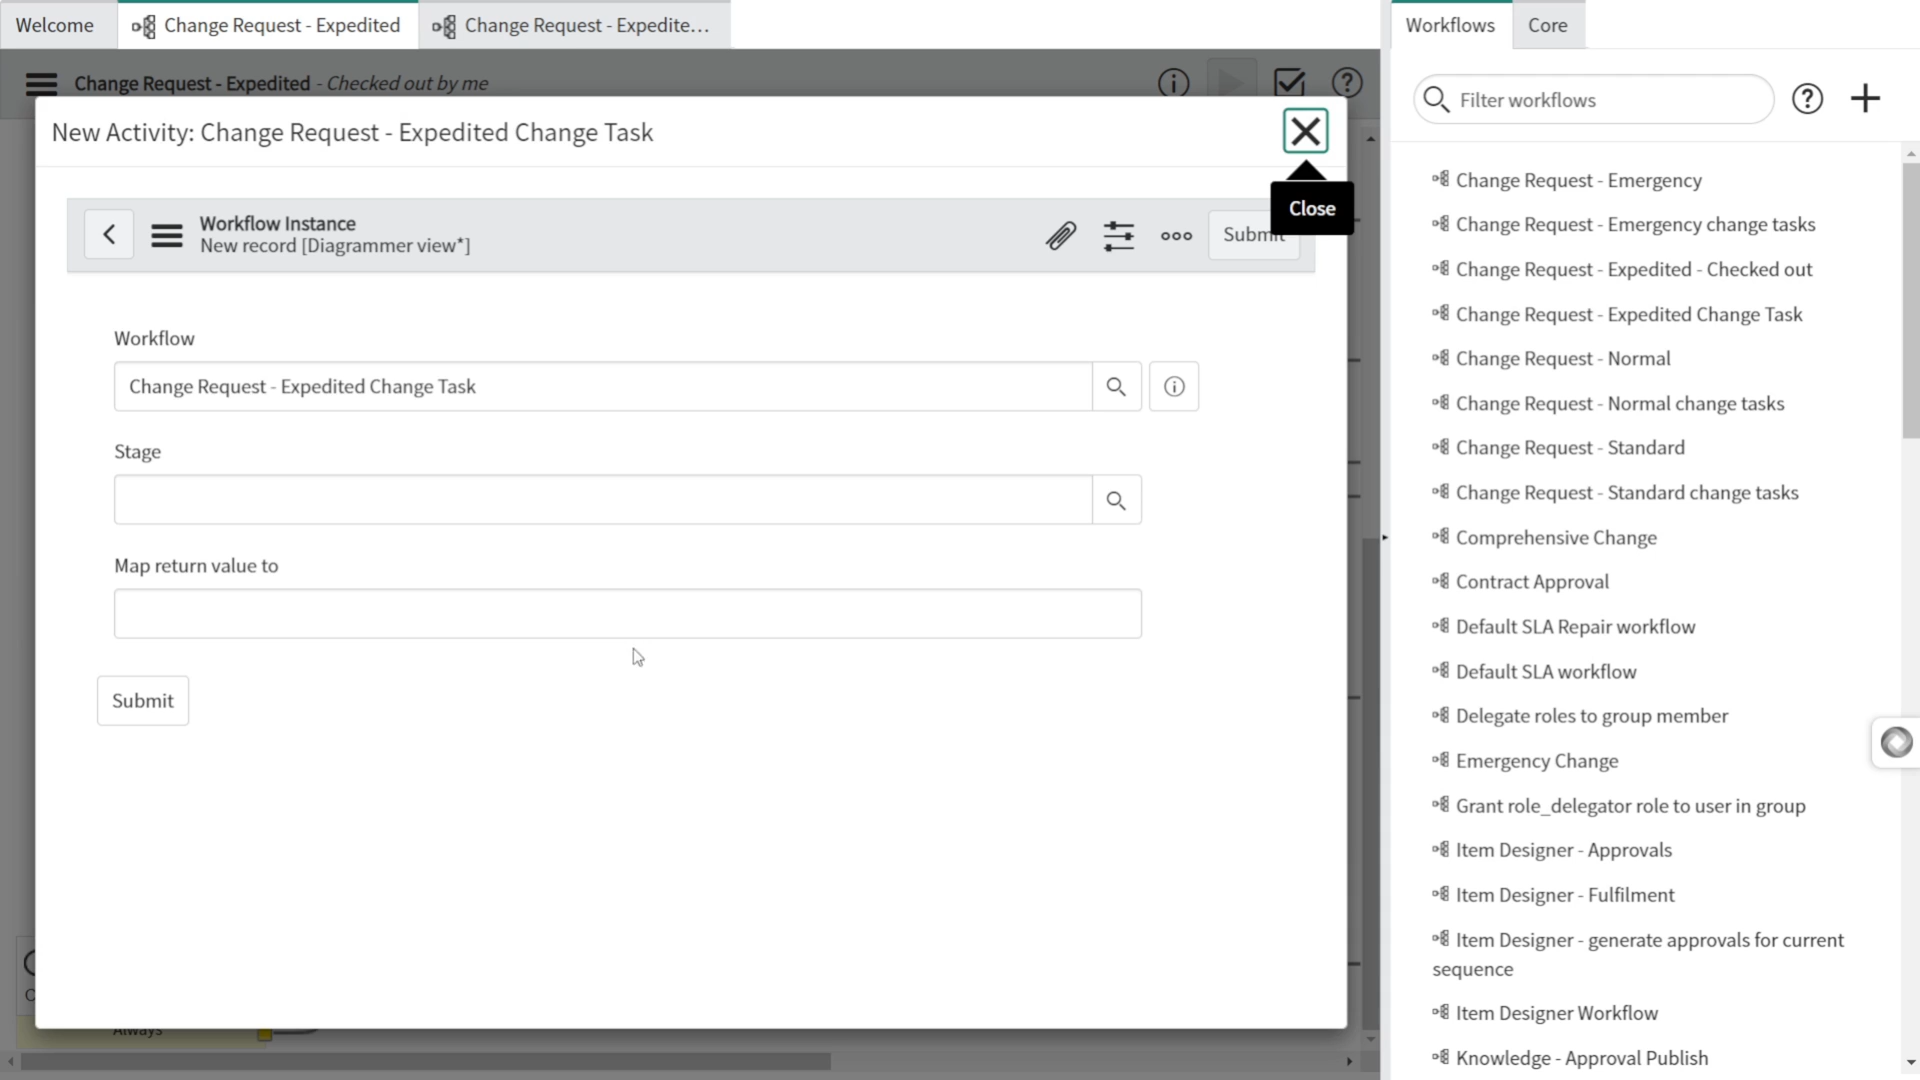 Welcome
Change Request - Expedited
Change Request - Expedite...
Workflows
Core
Change Request - Expedited - Checked out by me
Filter workflows
New Activity: Change Request - Expedited Change Task
Close
Workflow Instance
New record [Diagrammer view*]
Submit
Workflow
Change Request - Expedited Change Task
Stage
Map return value to
Submit
Always
Change Request - Emergency
Change Request - Emergency change tasks
Change Request - Expedited - Checked out
Change Request - Expedited Change Task
Change Request - Normal
Change Request - Normal change tasks
Change Request - Standard
Change Request - Standard change tasks
Comprehensive Change
Contract Approval
Default SLA Repair workflow
Default SLA workflow
Delegate roles to group member
Emergency Change
Grant role_delegator role to user in group
Item Designer - Approvals
Item Designer - Fulfilment
Item Designer - generate approvals for current
sequence
Item Designer Workflow
Knowledge - Approval Publish